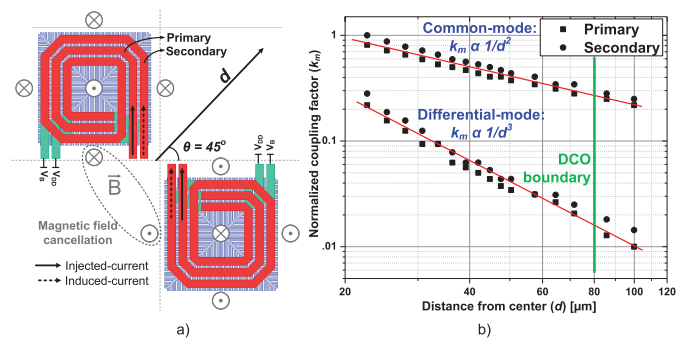 Primary
Secondary
d
θ = 45°
V_B
V_DD
V_DD
V_B
B
Magnetic field
cancellation
Injected-current
Induced-current
a)
Normalized coupling factor (k_m)
1
0.1
.01
Common-mode:
k_m α 1/d²
Primary
Secondary
Differential-mode:
k_m α 1/d³
DCO
boundary
20
40
60
80
100
120
Distance from center (d) [µm]
b)